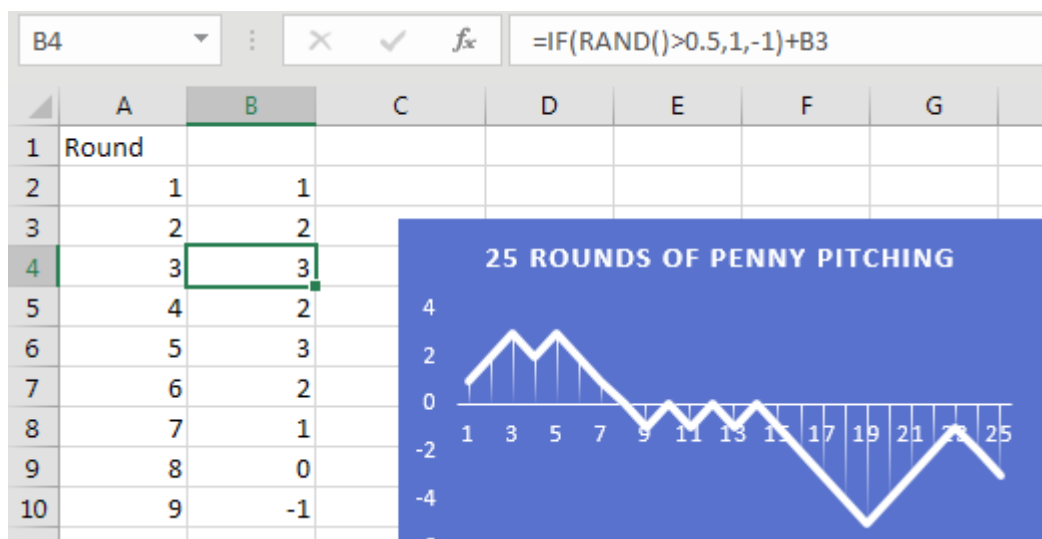 B4 fx =IF(RAND()>0.5,1,-1)+B3
A B C D E F G
1 Round
2 1 1
3 2 2
4 3 3
5 4 2
6 5 3
7 6 2
8 7 1
9 8 0
10 9 -1
25 ROUNDS OF PENNY PITCHING
4
2
0
-2
-4
1 3 5 7 9 11 13 15 17 19 21 23 25